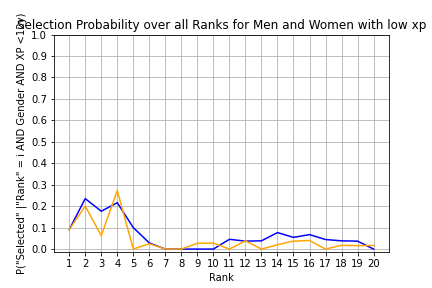 Selection Probability over all Ranks for Men and Women with low xp
P("Selected" |"Rank" = i AND Gender AND XP <12y)
1.0
0.9
0.8
0.7
0.6
0.5
0.4
0.3
0.2
0.1
0.0
1 2 3 4 5 6 7 8 9 10 11 12 13 14 15 16 17 18 19 20
Rank